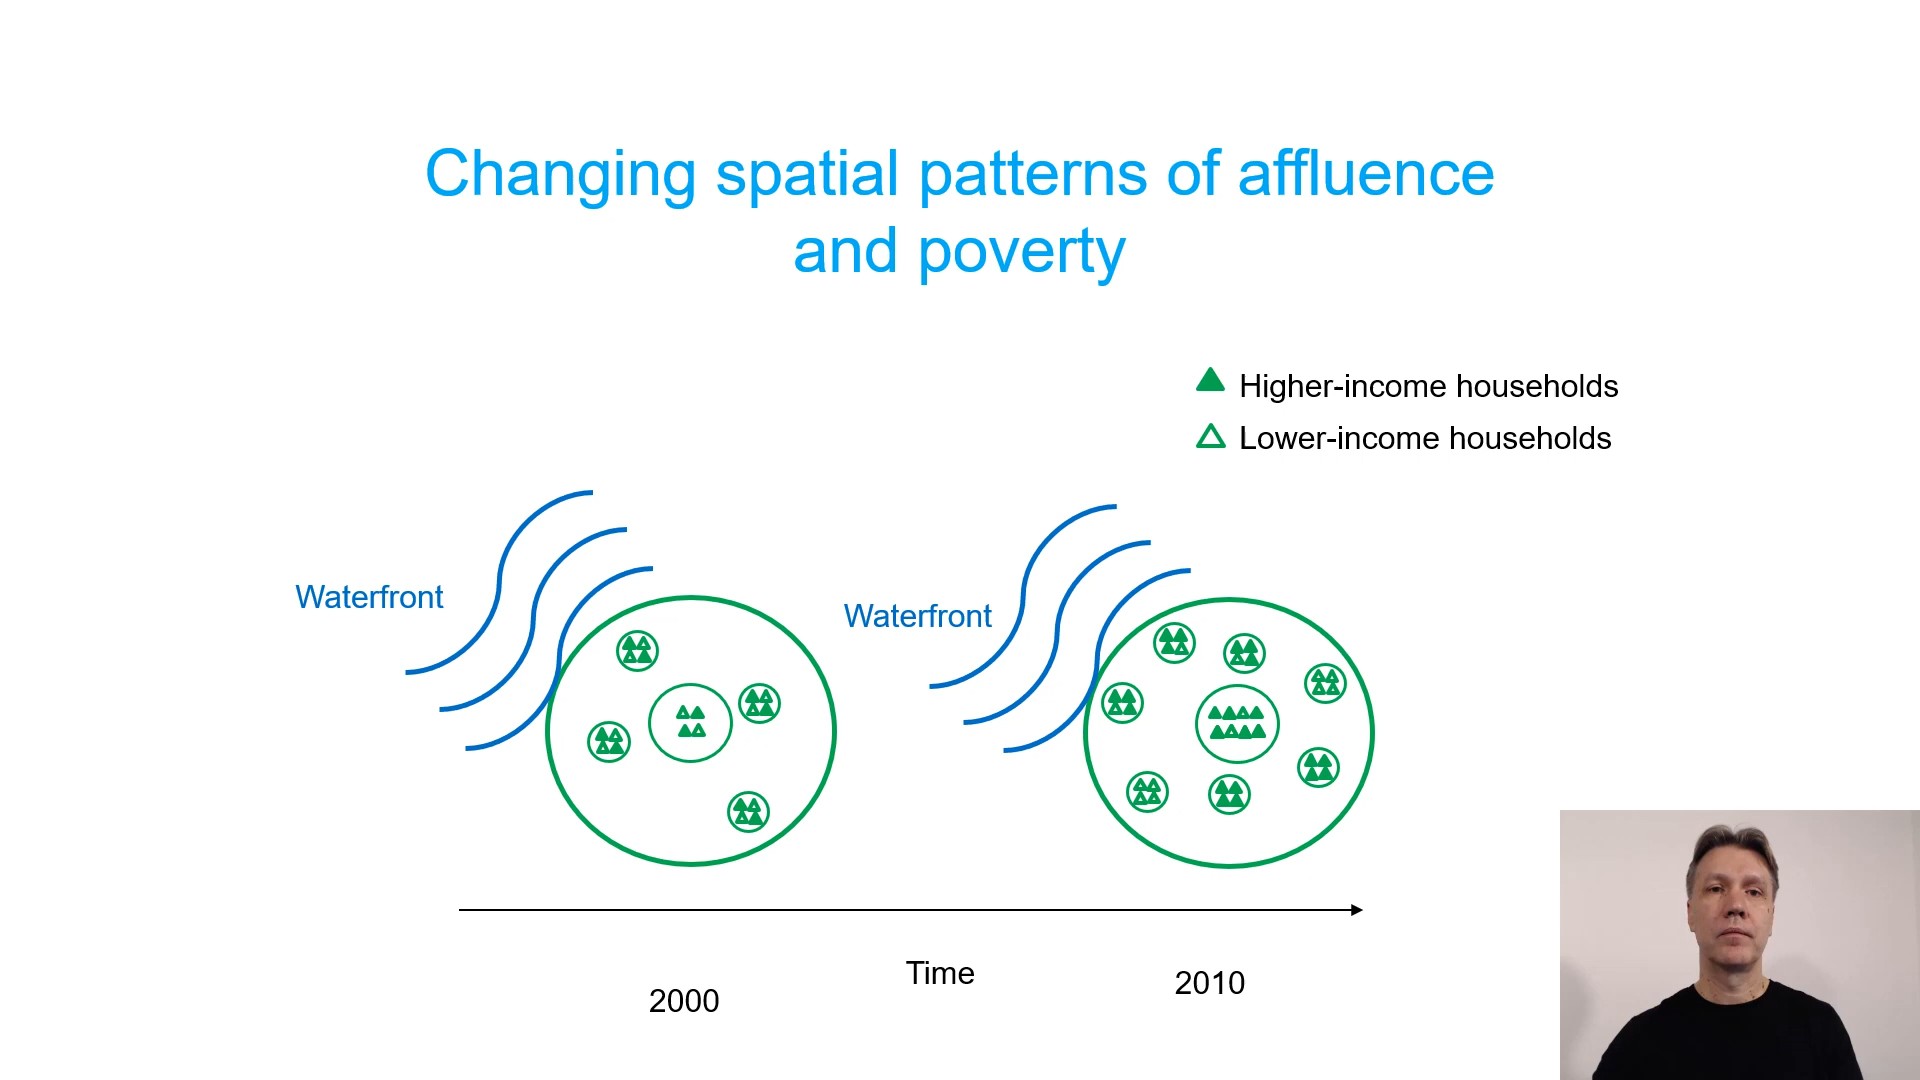 Changing spatial patterns of affluence
and poverty
Higher-income households
Lower-income households
Waterfront
Waterfront
Time
2000
2010